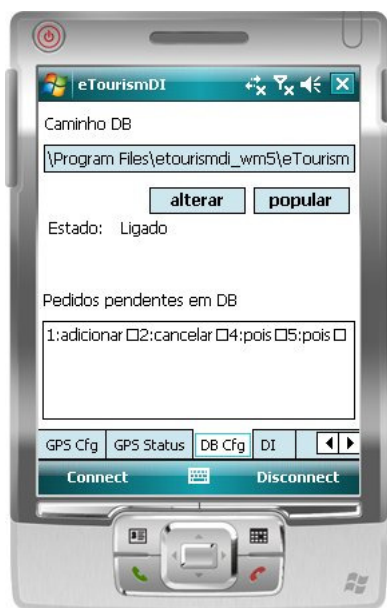 eTourismDI
Caminho DB
\Program Files\etourismdi_wm5\eTourism
alterar popular
Estado: Ligado
Pedidos pendentes em DB
1:adicionar □2:cancelar □4:pois□5:pois□
GPS Cfg GPS Status DB Cfg DI
Connect Disconnect